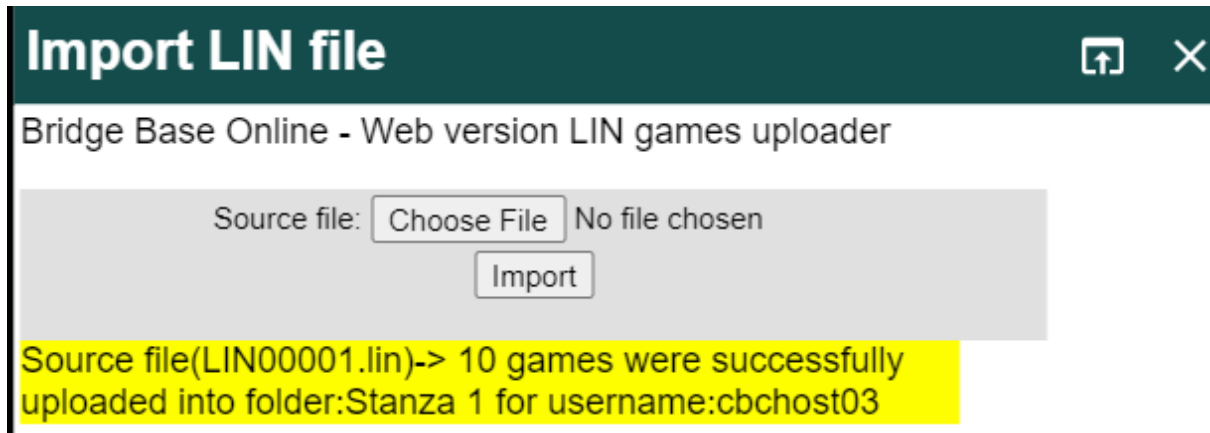 Import LIN file
Bridge Base Online - Web version LIN games uploader
Source file: Choose File No file chosen
Import
Source file(LIN00001.lin)-> 10 games were successfully
uploaded into folder:Stanza 1 for username:cbchost03